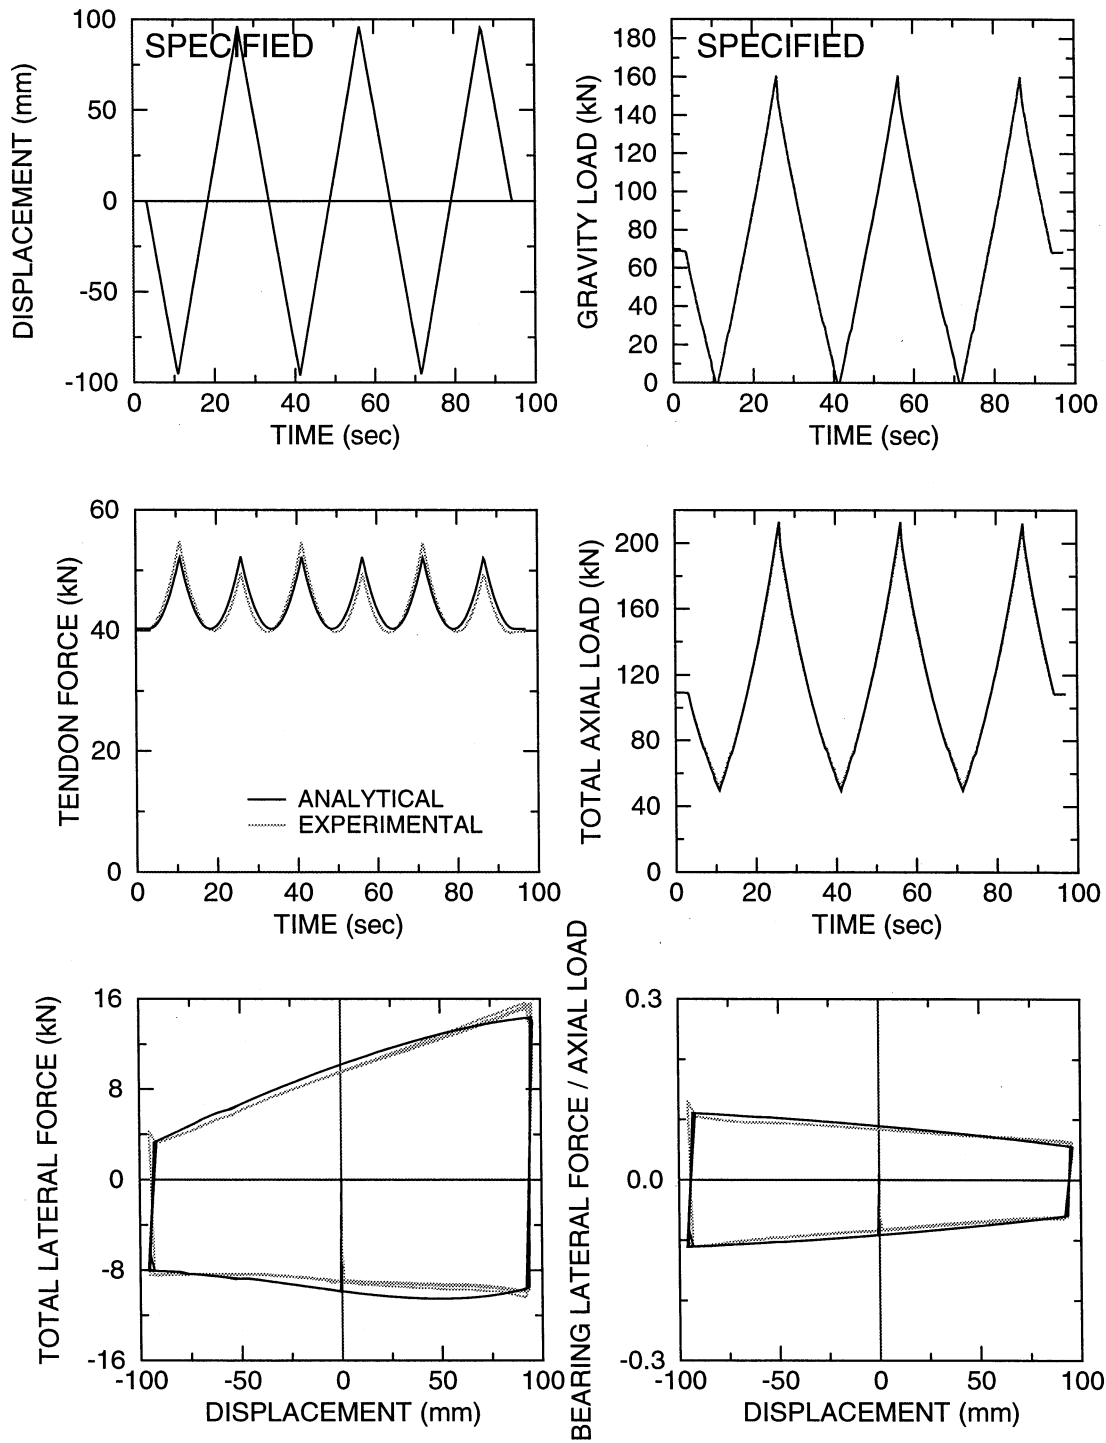 SPECIFIED
DISPLACEMENT (mm)
100
50
0
-50
-100
0 20 40 60 80 100
TIME (sec)
SPECIFIED
GRAVITY LOAD (kN)
180
160
140
120
100
80
60
40
20
0
0 20 40 60 80 100
TIME (sec)
TENDON FORCE (kN)
60
40
20
0
ANALYTICAL
EXPERIMENTAL
0 20 40 60 80 100
TIME (sec)
TOTAL AXIAL LOAD (kN)
200
160
120
80
40
0
0 20 40 60 80 100
TIME (sec)
TOTAL LATERAL FORCE (kN)
16
8
0
-8
-16
-100 -50 0 50 100
DISPLACEMENT (mm)
BEARING LATERAL FORCE / AXIAL LOAD
0.3
0.0
-0.3
-100 -50 0 50 100
DISPLACEMENT (mm)